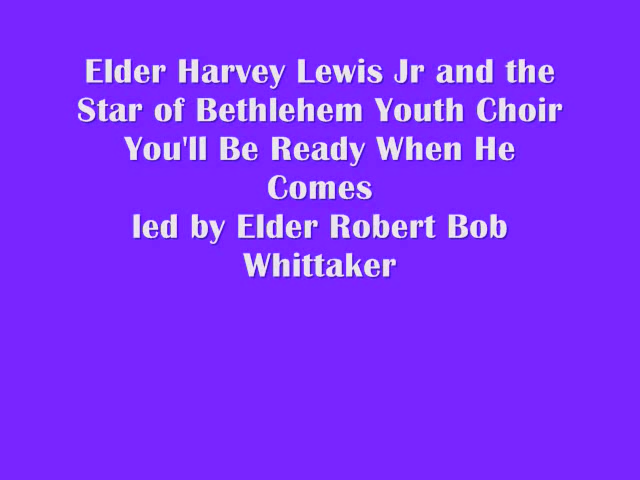 Elder Harvey Lewis Jr and the
Star of Bethlehem Youth Choir
You'll Be Ready When He
Comes
led by Elder Robert Bob
Whittaker